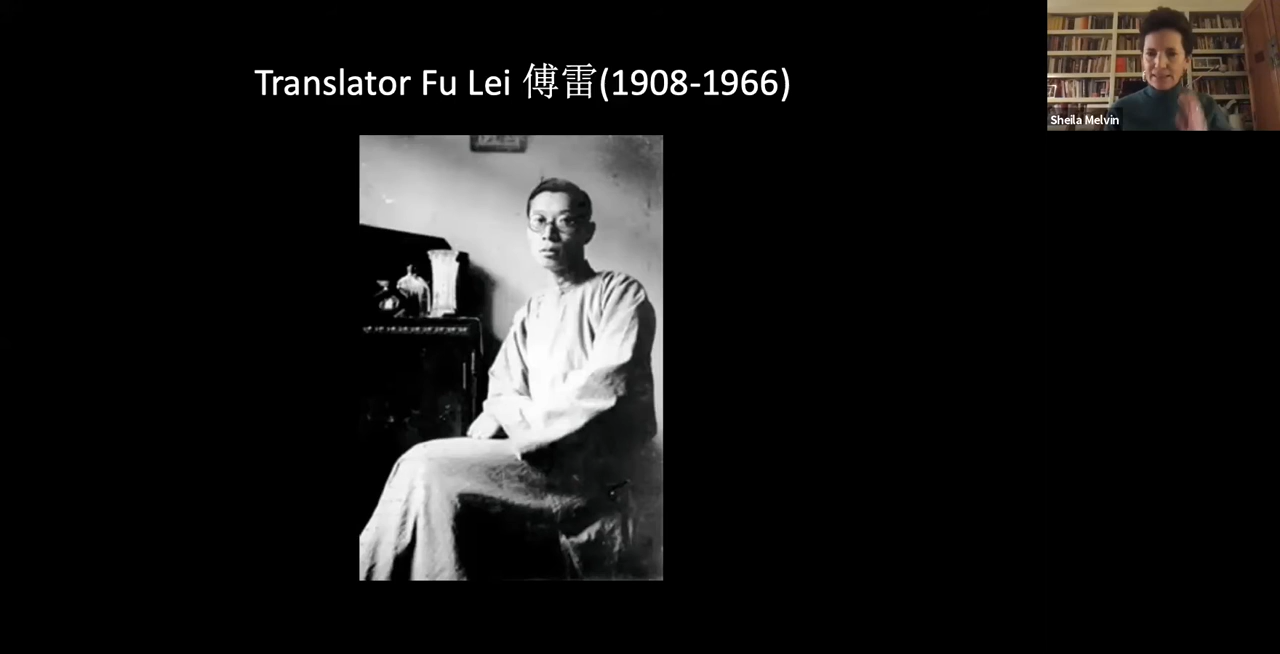 Translator Fu Lei 傅雷(1908-1966)
Sheila Melvin